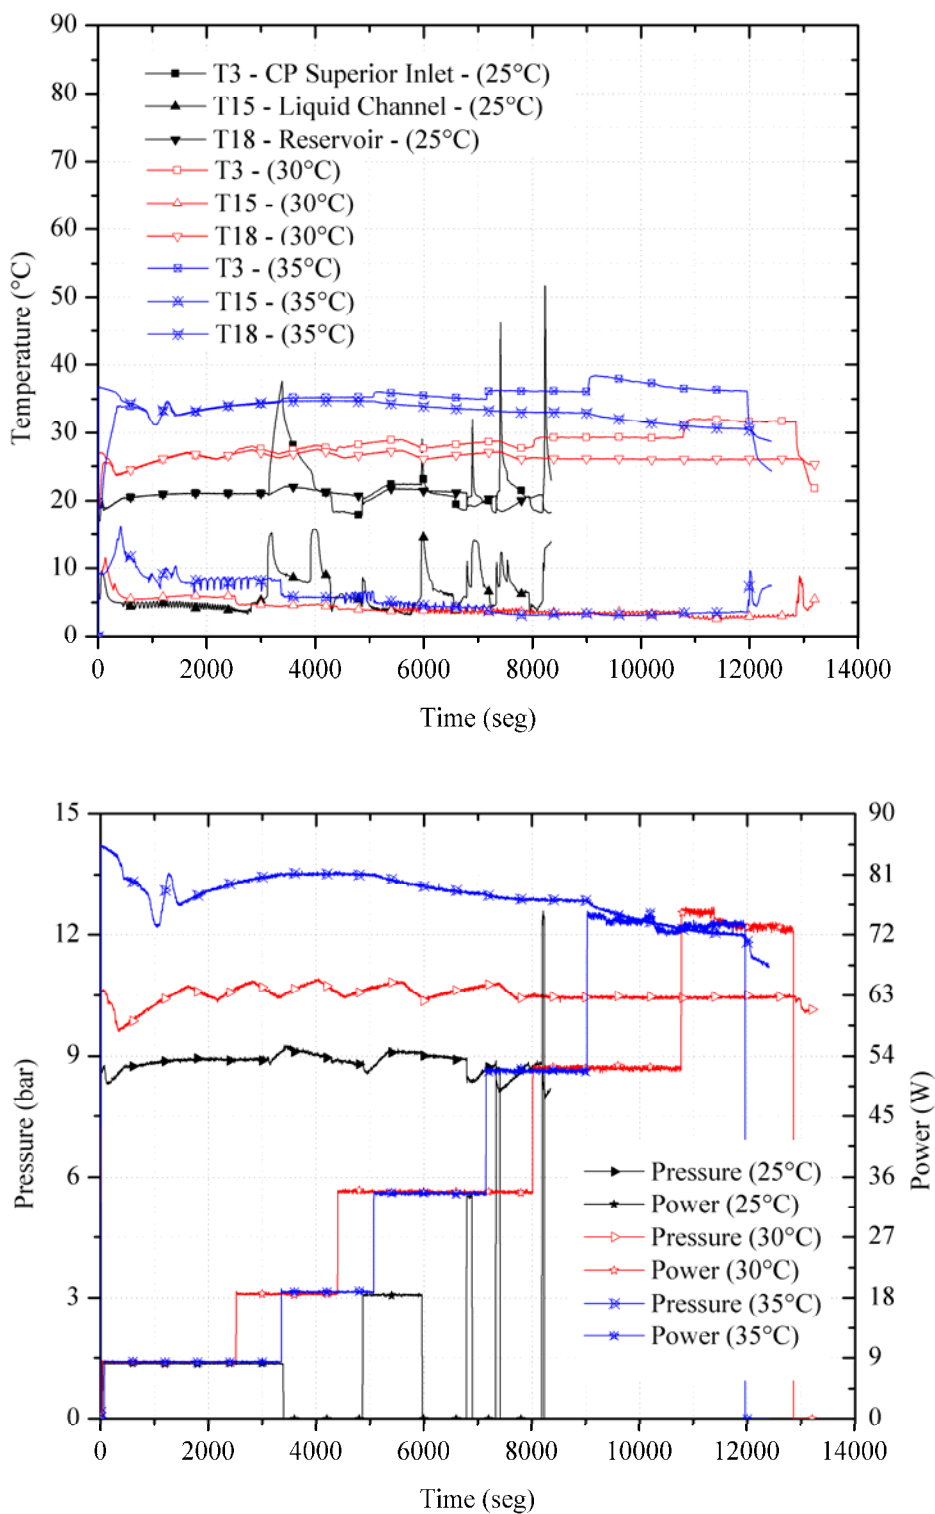 90
80
70
60
50
40
30
20
10
0
Temperature (°C)
T3 - CP Superior Inlet - (25°C)
T15 - Liquid Channel - (25°C)
T18 - Reservoir - (25°C)
T3 - (30°C)
T15 - (30°C)
T18 - (30°C)
T3 - (35°C)
T15 - (35°C)
T18 - (35°C)
0 2000 4000 6000 8000 10000 12000 14000
Time (seg)
15
12
9
6
3
0
Pressure (bar)
90
81
72
63
54
45
36
27
18
9
0
Power (W)
Pressure (25°C)
Power (25°C)
Pressure (30°C)
Power (30°C)
Pressure (35°C)
Power (35°C)
0 2000 4000 6000 8000 10000 12000 14000
Time (seg)